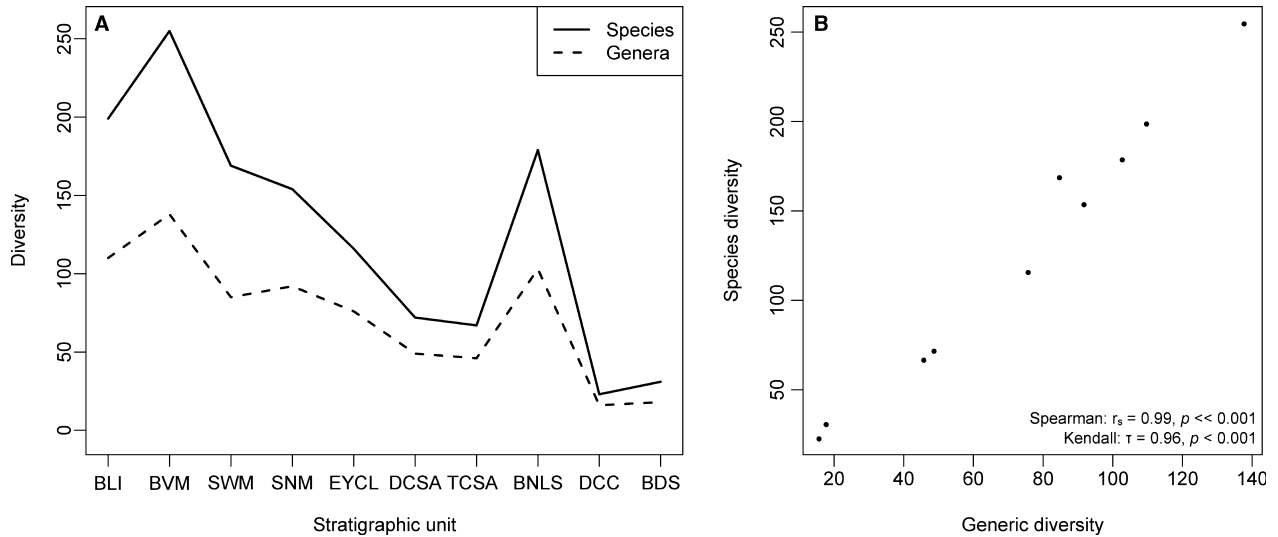 A
Species
Genera
250
200
150
100
50
0
Diversity
BLI BVM SWM SNM EYCL DCSA TCSA BNLS DCC BDS
Stratigraphic unit
B
250
200
150
100
50
Species diversity
Spearman: rₛ = 0.99, p << 0.001
Kendall: τ = 0.96, p < 0.001
20 40 60 80 100 120 140
Generic diversity